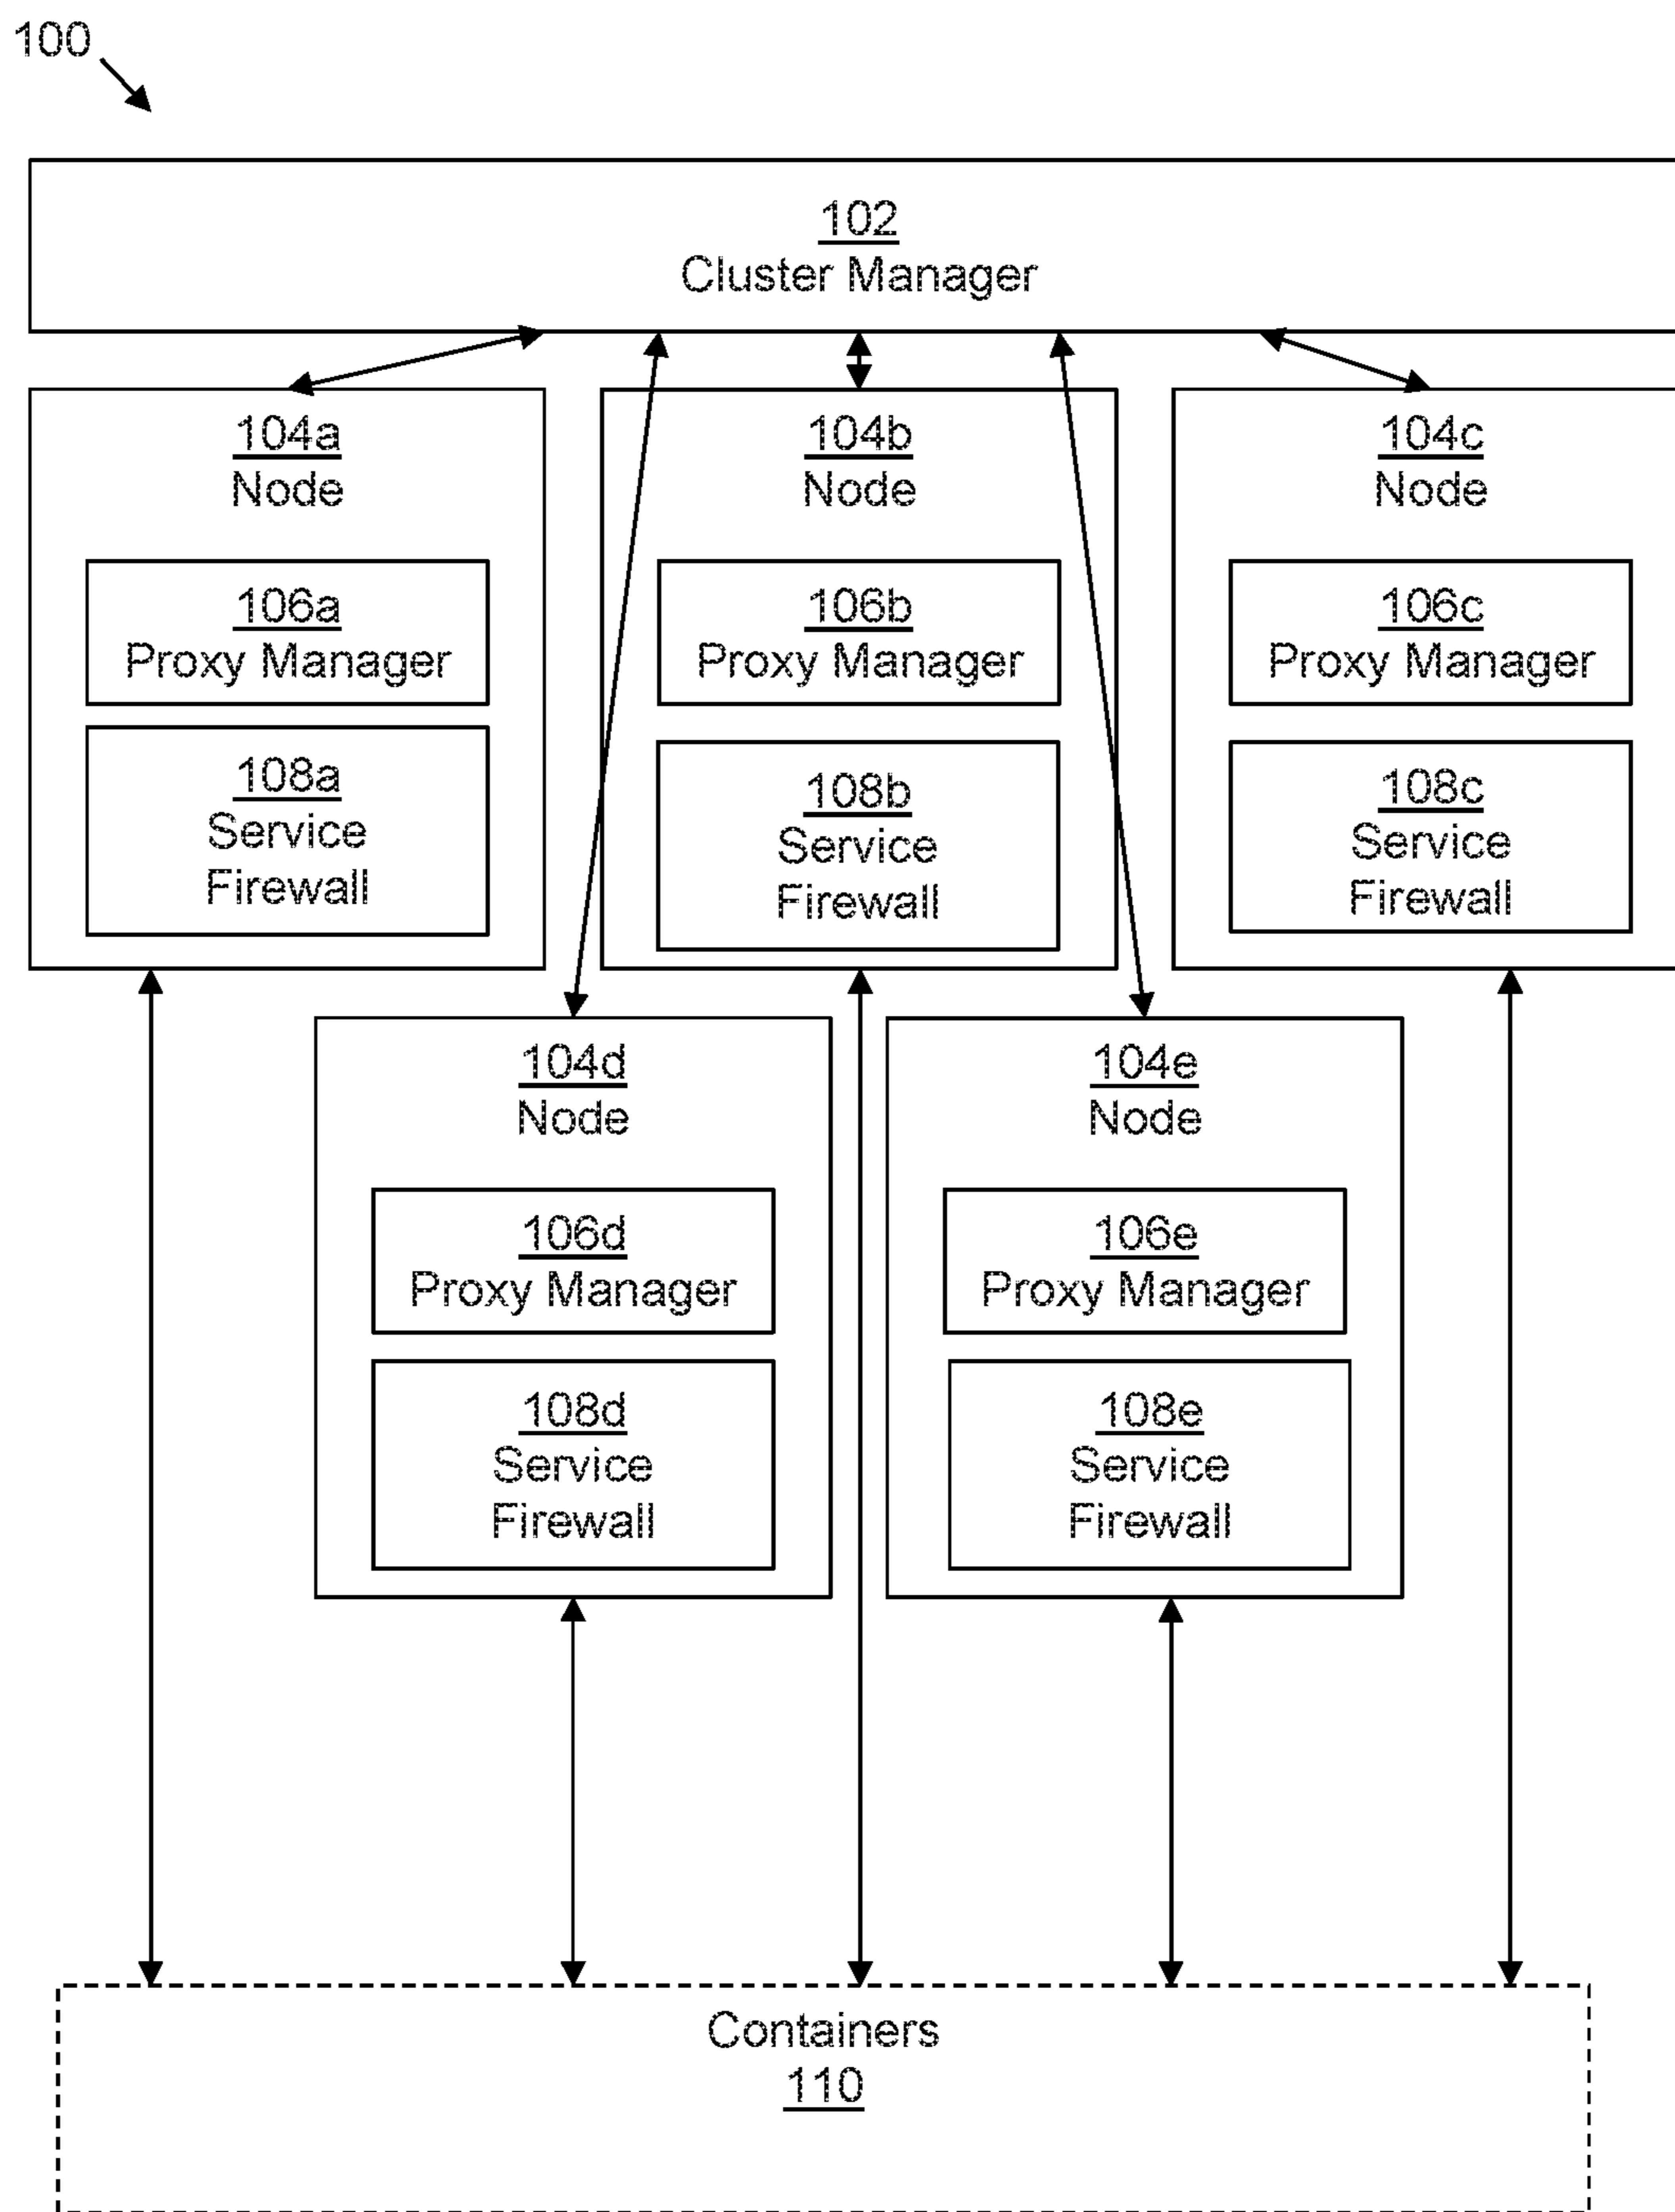 100
102
Cluster Manager
104a
Node
106a
Proxy Manager
108a
Service
Firewall
104b
Node
106b
Proxy Manager
108b
Service
Firewall
104c
Node
106c
Proxy Manager
108c
Service
Firewall
104d
Node
106d
Proxy Manager
108d
Service
Firewall
104e
Node
106e
Proxy Manager
108e
Service
Firewall
Containers
110